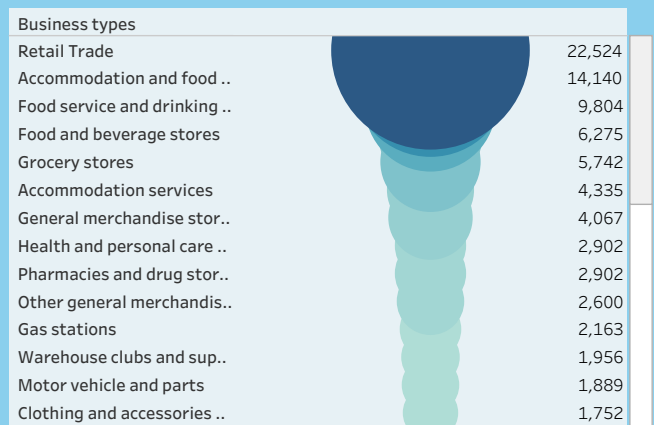 Business types
Retail Trade 22,524
Accommodation and food .. 14,140
Food service and drinking .. 9,804
Food and beverage stores 6,275
Grocery stores 5,742
Accommodation services 4,335
General merchandise stor.. 4,067
Health and personal care .. 2,902
Pharmacies and drug stor.. 2,902
Other general merchandis.. 2,600
Gas stations 2,163
Warehouse clubs and sup.. 1,956
Motor vehicle and parts 1,889
Clothing and accessories .. 1,752